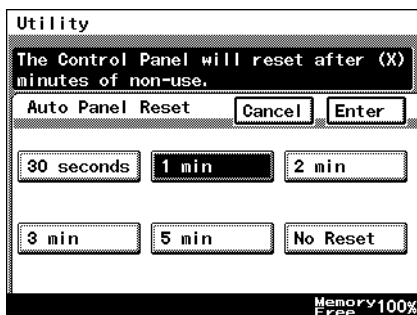 Utility
The Control Panel will reset after (X)
minutes of non-use.
Auto Panel Reset Cancel Enter
30 seconds 1 min 2 min
3 min 5 min No Reset
Memory
Free 100%